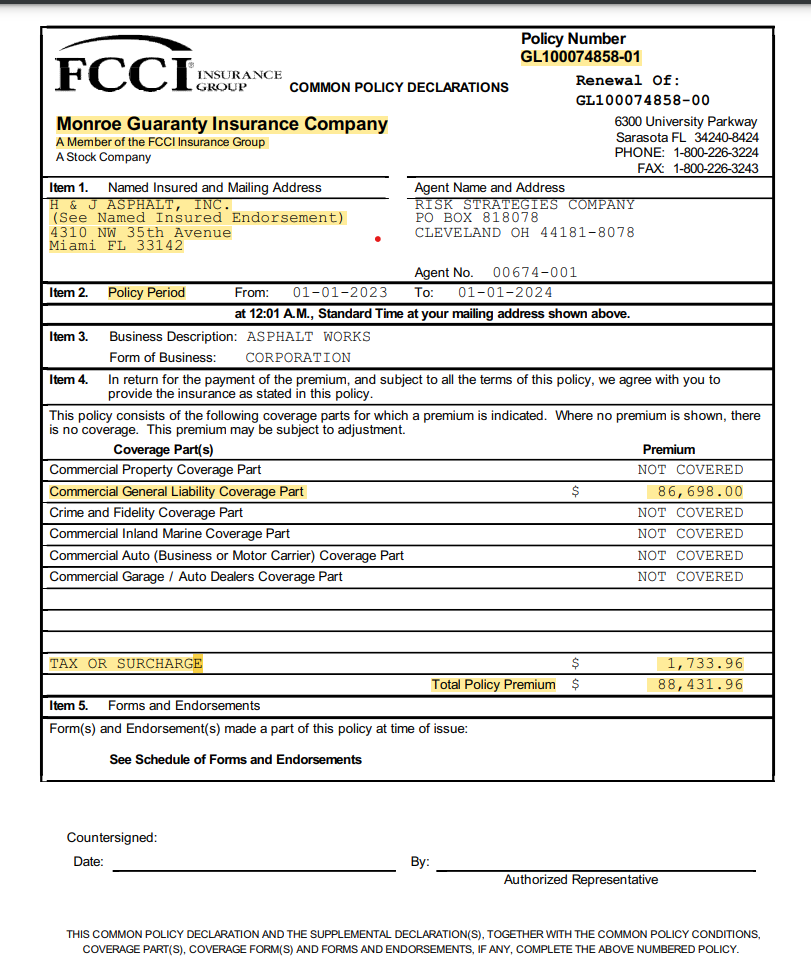 Policy Number
GL100074858-01
FCCI INSURANCE GROUP
COMMON POLICY DECLARATIONS
Renewal Of:
GL100074858-00
Monroe Guaranty Insurance Company
A Member of the FCCI Insurance Group
A Stock Company
6300 University Parkway
Sarasota FL 34240-8424
PHONE: 1-800-226-3224
FAX: 1-800-226-3243
Item 1. Named Insured and Mailing Address
H & J ASPHALT, INC.
(See Named Insured Endorsement)
4310 NW 35th Avenue
Miami FL 33142
Agent Name and Address
RISK STRATEGIES COMPANY
PO BOX 818078
CLEVELAND OH 44181-8078
Agent No. 00674-001
Item 2. Policy Period From: 01-01-2023 To: 01-01-2024
at 12:01 A.M., Standard Time at your mailing address shown above.
Item 3. Business Description: ASPHALT WORKS
Form of Business: CORPORATION
Item 4. In return for the payment of the premium, and subject to all the terms of this policy, we agree with you to
provide the insurance as stated in this policy.
This policy consists of the following coverage parts for which a premium is indicated. Where no premium is shown, there
is no coverage. This premium may be subject to adjustment.
Coverage Part(s) Premium
Commercial Property Coverage Part NOT COVERED
Commercial General Liability Coverage Part $ 86,698.00
Crime and Fidelity Coverage Part NOT COVERED
Commercial Inland Marine Coverage Part NOT COVERED
Commercial Auto (Business or Motor Carrier) Coverage Part NOT COVERED
Commercial Garage / Auto Dealers Coverage Part NOT COVERED
TAX OR SURCHARGE $ 1,733.96
Total Policy Premium $ 88,431.96
Item 5. Forms and Endorsements
Form(s) and Endorsement(s) made a part of this policy at time of issue:
See Schedule of Forms and Endorsements
Countersigned:
Date: By:
Authorized Representative
THIS COMMON POLICY DECLARATION AND THE SUPPLEMENTAL DECLARATION(S), TOGETHER WITH THE COMMON POLICY CONDITIONS,
COVERAGE PART(S), COVERAGE FORM(S) AND FORMS AND ENDORSEMENTS, IF ANY, COMPLETE THE ABOVE NUMBERED POLICY.